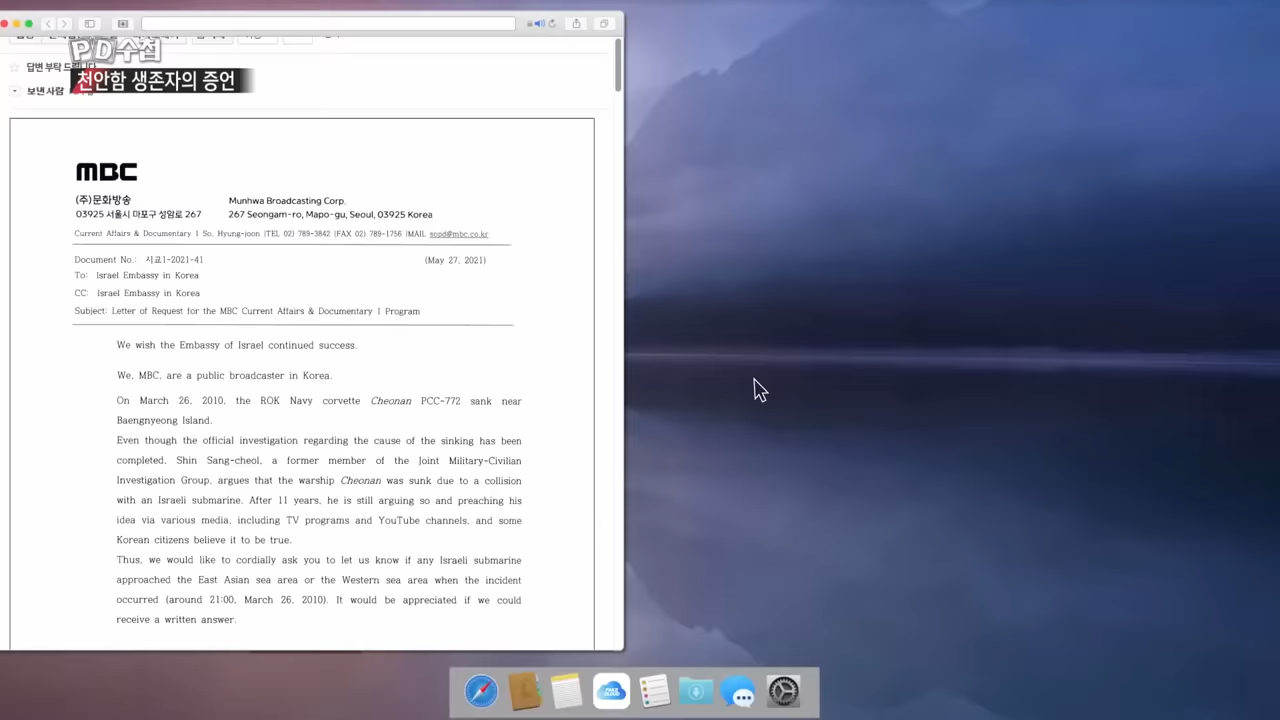 PD수첩
답변 부탁 드립니다
천안함 생존자의 증언
보낸 사람
MBC
(주)문화방송 Munhwa Broadcasting Corp.
03925 서울시 마포구 성암로 267 267 Seongam-ro, Mapo-gu, Seoul, 03925 Korea
Current Affairs & Documentary 1 So, Hyung-joon |TEL 02) 789-3842 |FAX 02) 789-1756 |MAIL sopd@mbc.co.kr
Document No.: 시교1-2021-41 (May 27, 2021)
To: Israel Embassy in Korea
CC: Israel Embassy in Korea
Subject: Letter of Request for the MBC Current Affairs & Documentary 1 Program
We wish the Embassy of Israel continued success.
We, MBC, are a public broadcaster in Korea.
On March 26, 2010, the ROK Navy corvette Cheonan PCC-772 sank near
Baengnyeong Island.
Even though the official investigation regarding the cause of the sinking has been
completed, Shin Sang-cheol, a former member of the Joint Military-Civilian
Investigation Group, argues that the warship Cheonan was sunk due to a collision
with an Israeli submarine. After 11 years, he is still arguing so and preaching his
idea via various media, including TV programs and YouTube channels, and some
Korean citizens believe it to be true.
Thus, we would like to cordially ask you to let us know if any Israeli submarine
approached the East Asian sea area or the Western sea area when the incident
occurred (around 21:00, March 26, 2010). It would be appreciated if we could
receive a written answer.